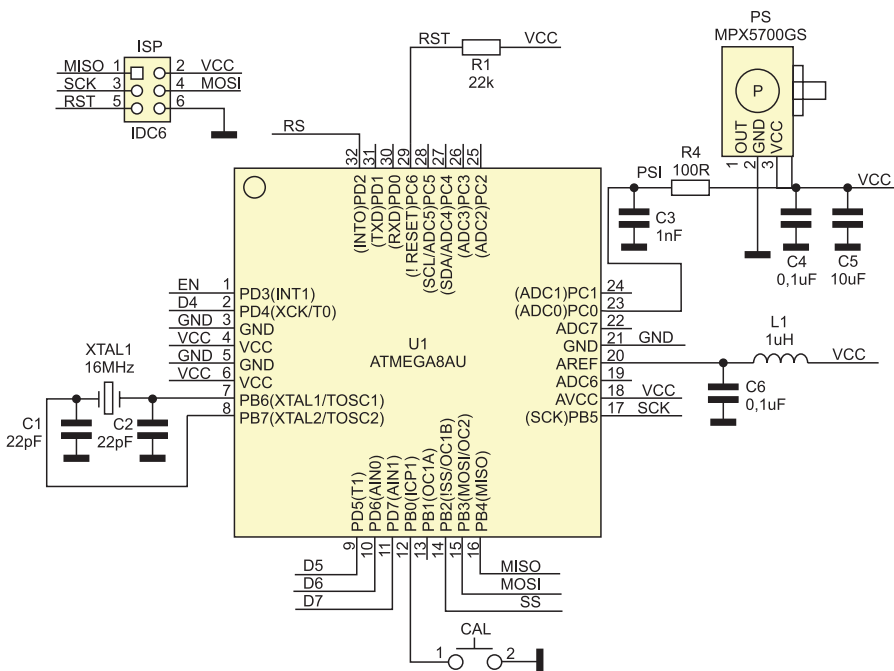 ISP
MISO 1 2 VCC
SCK 3 4 MOSI
RST 5 6
IDC6
RST
R1
22k
VCC
PS
MPX5700GS
P
OUT
GND
VCC
1 2 3
RS
PSI
R4
100R
VCC
C3
1nF
C4
0,1uF
C5
10uF
32 31 30 29 28 27 26 25
(INTO)PD2
(TXD)PD1
(RXD)PD0
(! RESET)PC6
(SCL/ADC5)PC5
(SDA/ADC4)PC4
(ADC3)PC3
(ADC2)PC2
EN 1 PD3(INT1)
D4 2 PD4(XCK/T0)
GND 3 GND
VCC 4 VCC
GND 5 GND
VCC 6 VCC
7 PB6(XTAL1/TOSC1)
8 PB7(XTAL2/TOSC2)
U1
ATMEGA8AU
(ADC1)PC1 24
(ADC0)PC0 23
ADC7 22
GND 21 GND
AREF 20
ADC6 19
AVCC 18 VCC
(SCK)PB5 17 SCK
L1
1uH
VCC
C6
0,1uF
XTAL1
16MHz
C1
22pF
C2
22pF
PD5(T1)
PD6(AIN0)
PD7(AIN1)
PB0(ICP1)
PB1(OC1A)
PB2(!SS/OC1B)
PB3(MOSI/OC2)
PB4(MISO)
9 10 11 12 13 14 15 16
D5
D6
D7
MISO
MOSI
SS
CAL
1 2